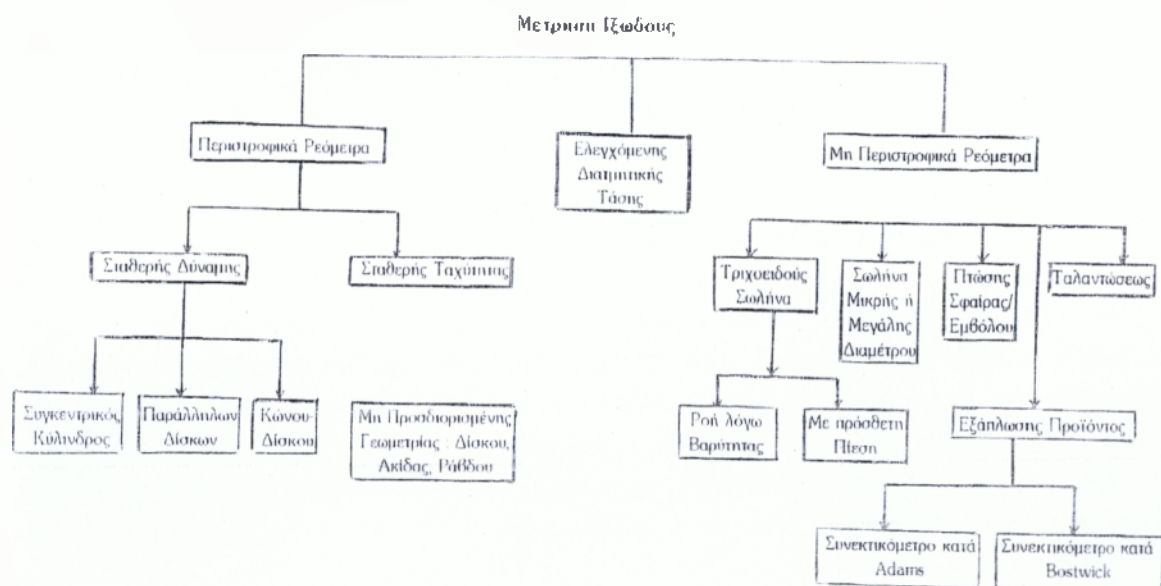 Μέτρηση Ιξώδους
Περιστροφικά Ρεόμετρα
Ελεγχόμενης
Διατμητικής
Τάσης
Μη Περιστροφικά Ρεόμετρα
Σταθερής Δύναμης
Σταθερής Ταχύτητας
Τριχοειδούς
Σωλήνα
Σωλήνα
Μικρής ή
Μεγάλης
Διαμέτρου
Πτώσης
Σφαίρας/
Εμβόλου
Ταλαντώσεως
Συγκεντρικός
Κύλινδρος
Παράλληλων
Δίσκων
Κώνου-
Δίσκου
Μη Προσδιορισμένης
Γεωμετρίας : Δίσκου,
Ακίδας, Ράβδου
Ροή λόγω
Βαρύτητας
Με πρόσθετη
Πίεση
Εξάπλωσης Προϊόντος
Συνεκτικόμετρο κατά
Adams
Συνεκτικόμετρο κατά
Bostwick